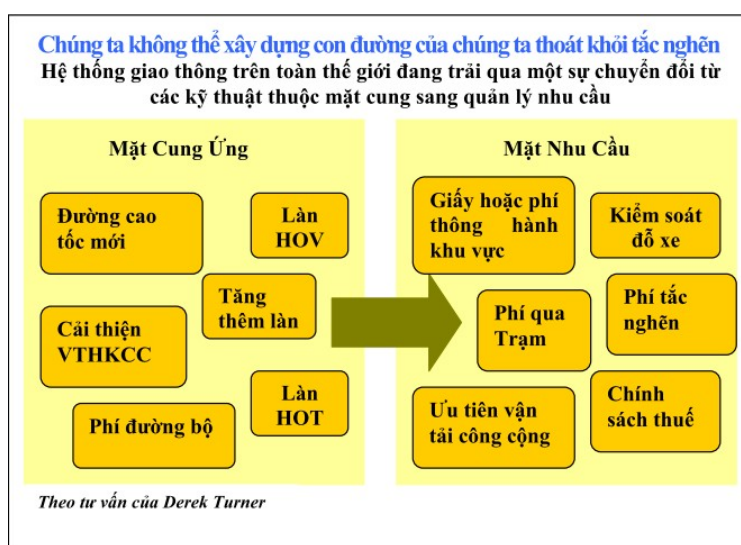 Chúng ta không thể xây dựng con đường của chúng ta thoát khỏi tắc nghẽn
Hệ thống giao thông trên toàn thế giới đang trải qua một sự chuyển đổi từ
các kỹ thuật thuộc mặt cung sang quản lý nhu cầu
Mặt Cung Ứng
Đường cao
tốc mới
Làn
HOV
Tăng
thêm làn
Cải thiện
VTHKCC
Làn
HOT
Phí đường bộ
Mặt Nhu Cầu
Giấy hoặc phí
thông hành
khu vực
Kiểm soát
đỗ xe
Phí qua
Trạm
Phí tắc
nghẽn
Ưu tiên vận
tải công cộng
Chính
sách thuế
Theo tư vấn của Derek Turner